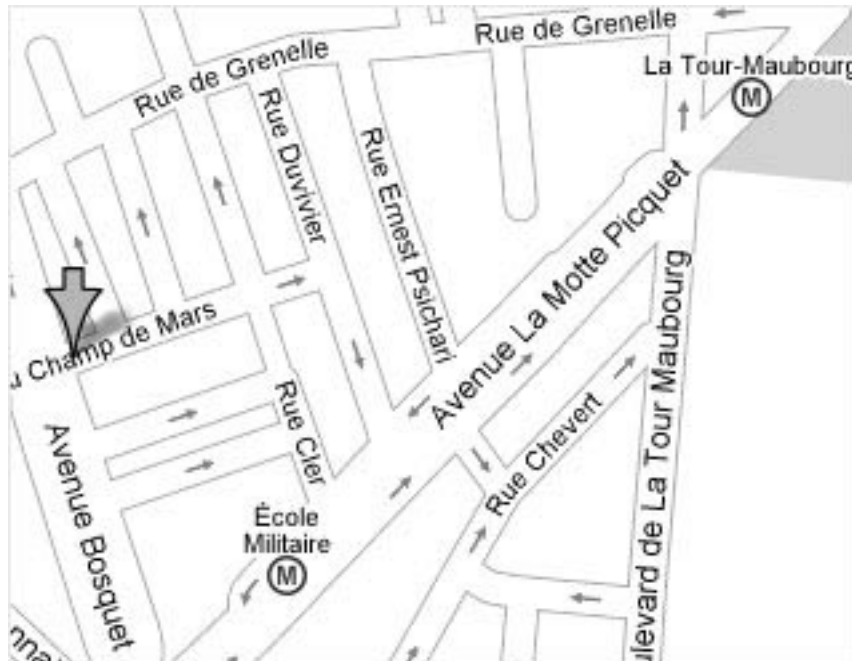 Rue de Grenelle
Rue de Grenelle
La Tour-Maubourg
M
Rue Duvivier
Rue Ernest Psichari
Avenue La Motte Picquet
u Champ de Mars
Boulevard de La Tour Maubourg
Rue Cler
Rue Chevert
Avenue Bosquet
École
Militaire
M